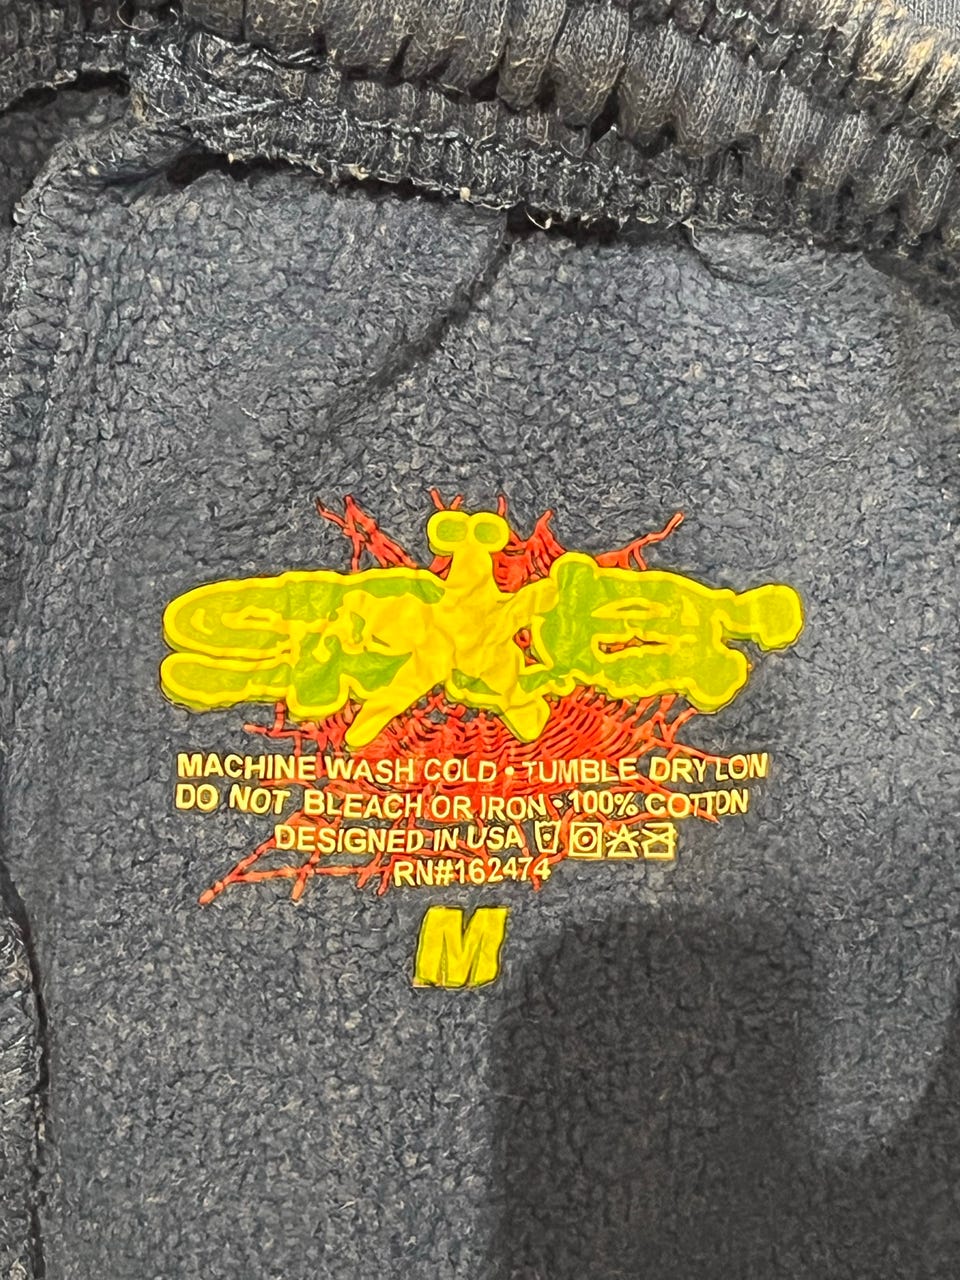 MACHINE WASH COLD • TUMBLE DRY LOW
DO NOT BLEACH OR IRON • 100% COTTON
DESIGNED IN USA
RN#162474
M